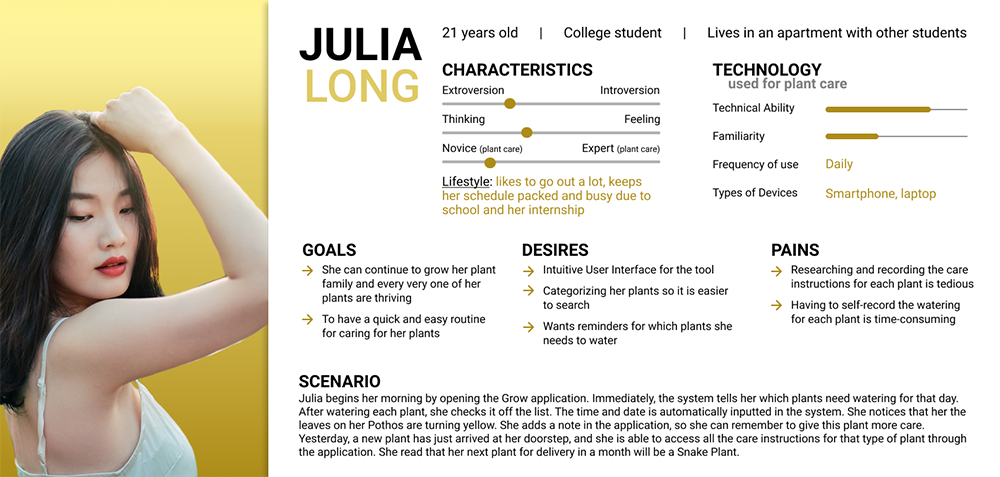 JULIA
LONG
21 years old | College student | Lives in an apartment with other students
CHARACTERISTICS
Extroversion Introversion
Thinking Feeling
Novice (plant care) Expert (plant care)
Lifestyle: likes to go out a lot, keeps
her schedule packed and busy due to
school and her internship
TECHNOLOGY
used for plant care
Technical Ability
Familiarity
Frequency of use Daily
Types of Devices Smartphone, laptop
GOALS
She can continue to grow her plant
family and every very one of her
plants are thriving
To have a quick and easy routine
for caring for her plants
DESIRES
Intuitive User Interface for the tool
Categorizing her plants so it is easier
to search
Wants reminders for which plants she
needs to water
PAINS
Researching and recording the care
instructions for each plant is tedious
Having to self-record the watering
for each plant is time-consuming
SCENARIO
Julia begins her morning by opening the Grow application. Immediately, the system tells her which plants need watering for that day.
After watering each plant, she checks it off the list. The time and date is automatically inputted in the system. She notices that her the
leaves on her Pothos are turning yellow. She adds a note in the application, so she can remember to give this plant more care.
Yesterday, a new plant has just arrived at her doorstep, and she is able to access all the care instructions for that type of plant through
the application. She read that her next plant for delivery in a month will be a Snake Plant.